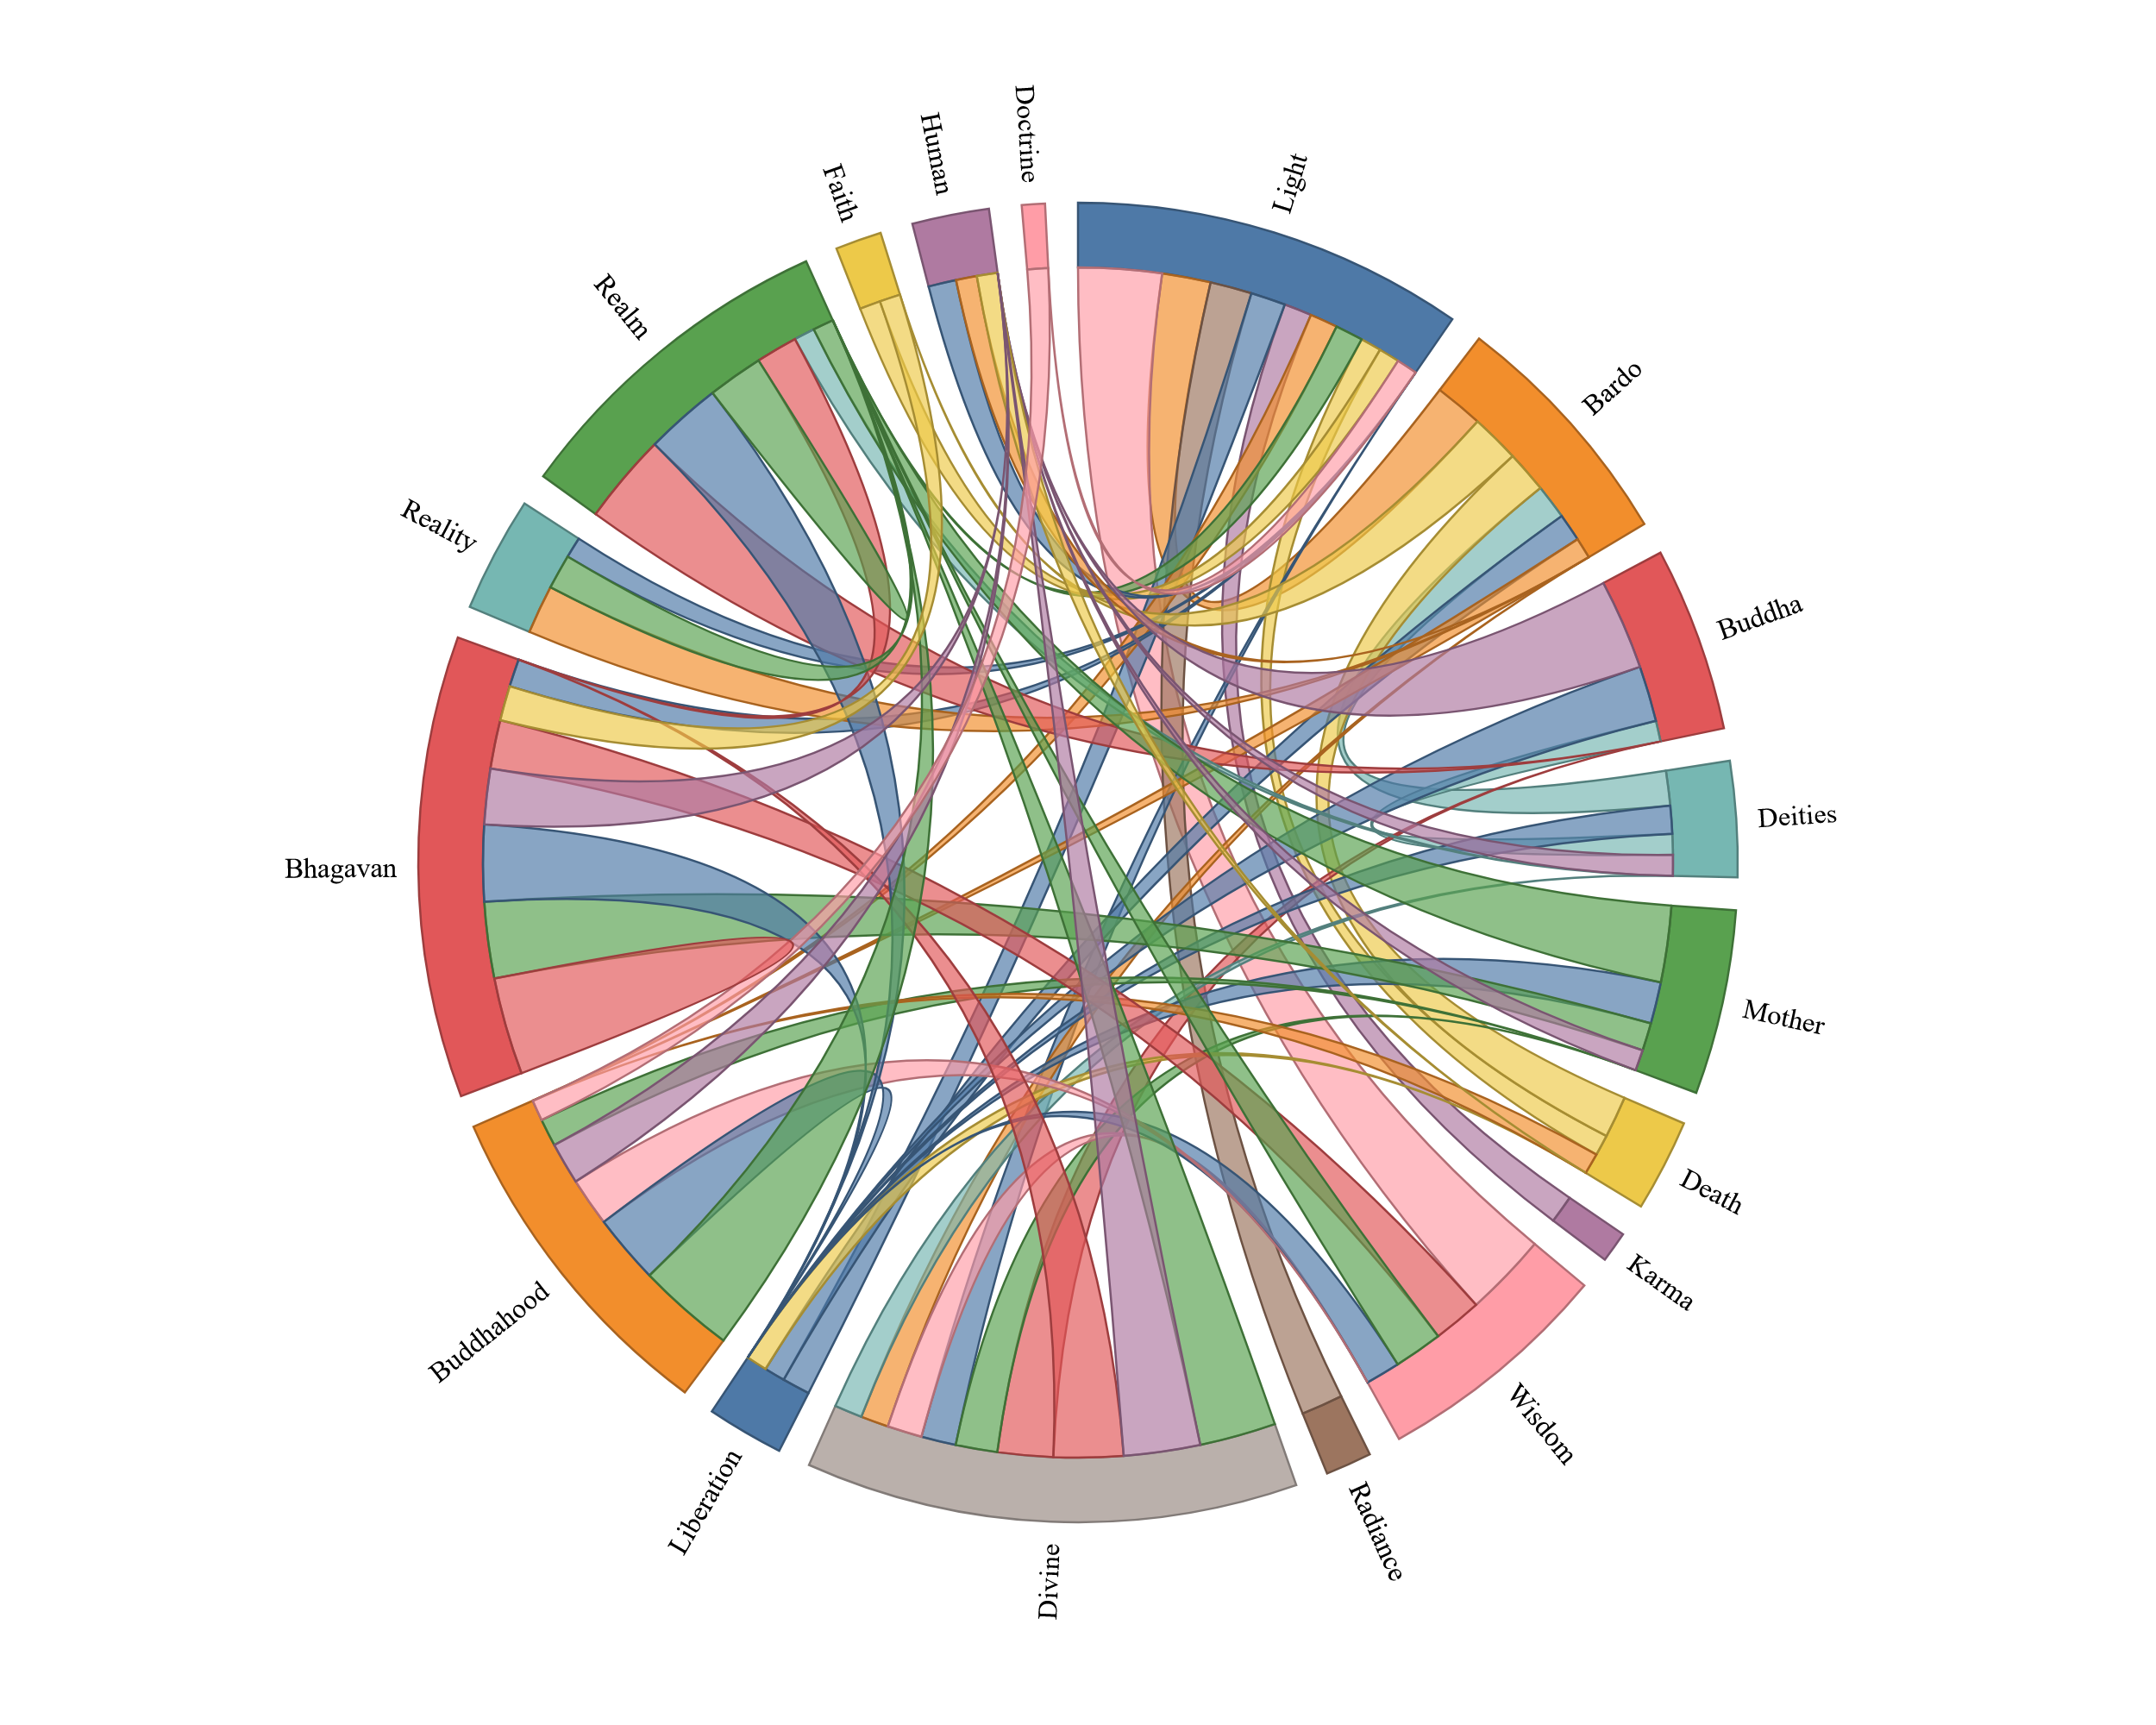 Light
Bardo
Buddha
Deities
Mother
Death
Karma
Wisdom
Radiance
Divine
Liberation
Buddhahood
Bhagavan
Reality
Realm
Faith
Human
Doctrine